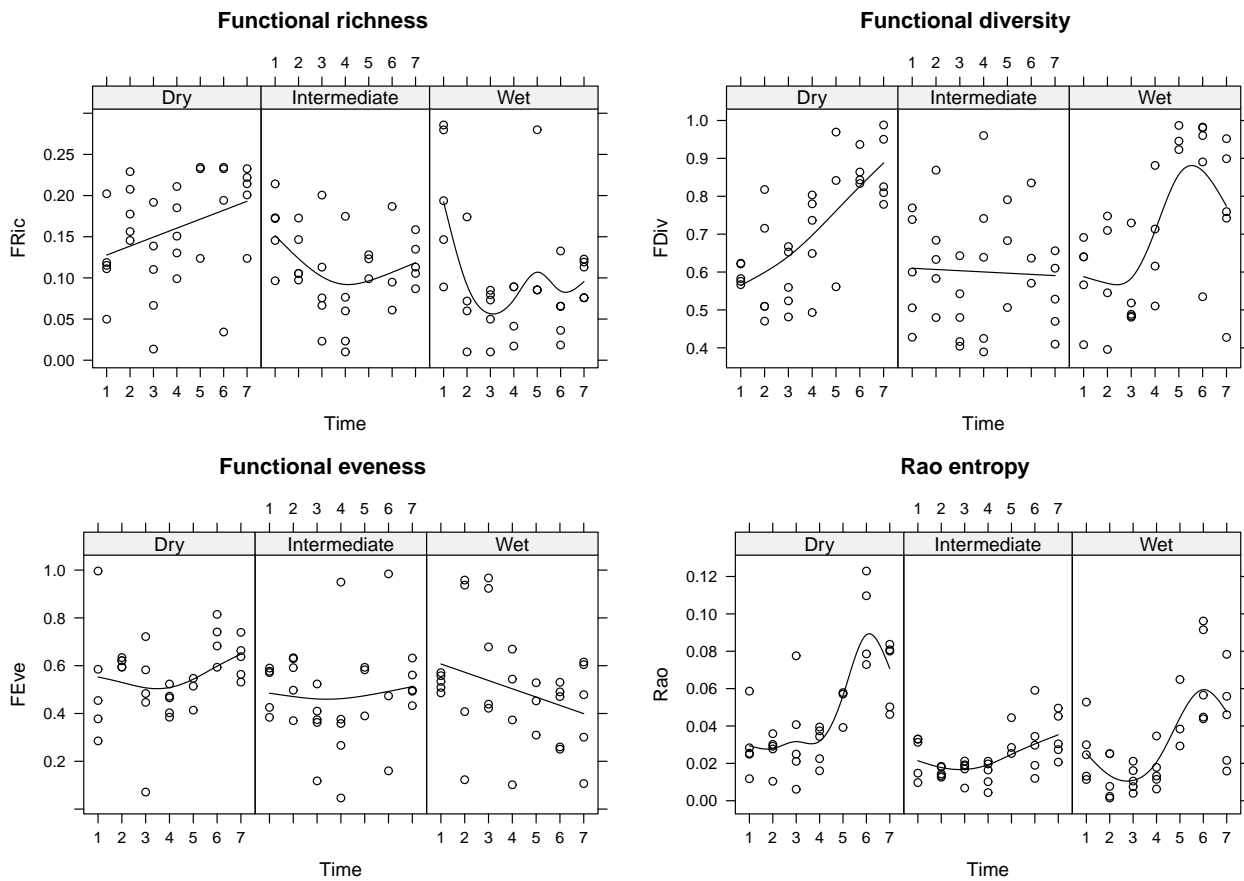 Functional richness
1 2 3 4 5 6 7
Dry Intermediate Wet
0.25
0.20
0.15
0.10
0.05
0.00
FRic
1 2 3 4 5 6 7 1 2 3 4 5 6 7
Time
Functional diversity
1 2 3 4 5 6 7
Dry Intermediate Wet
1.0
0.9
0.8
0.7
0.6
0.5
0.4
FDiv
1 2 3 4 5 6 7 1 2 3 4 5 6 7
Time
Functional eveness
1 2 3 4 5 6 7
Dry Intermediate Wet
1.0
0.8
0.6
0.4
0.2
FEve
1 2 3 4 5 6 7 1 2 3 4 5 6 7
Time
Rao entropy
1 2 3 4 5 6 7
Dry Intermediate Wet
0.12
0.10
0.08
0.06
0.04
0.02
0.00
Rao
1 2 3 4 5 6 7 1 2 3 4 5 6 7
Time